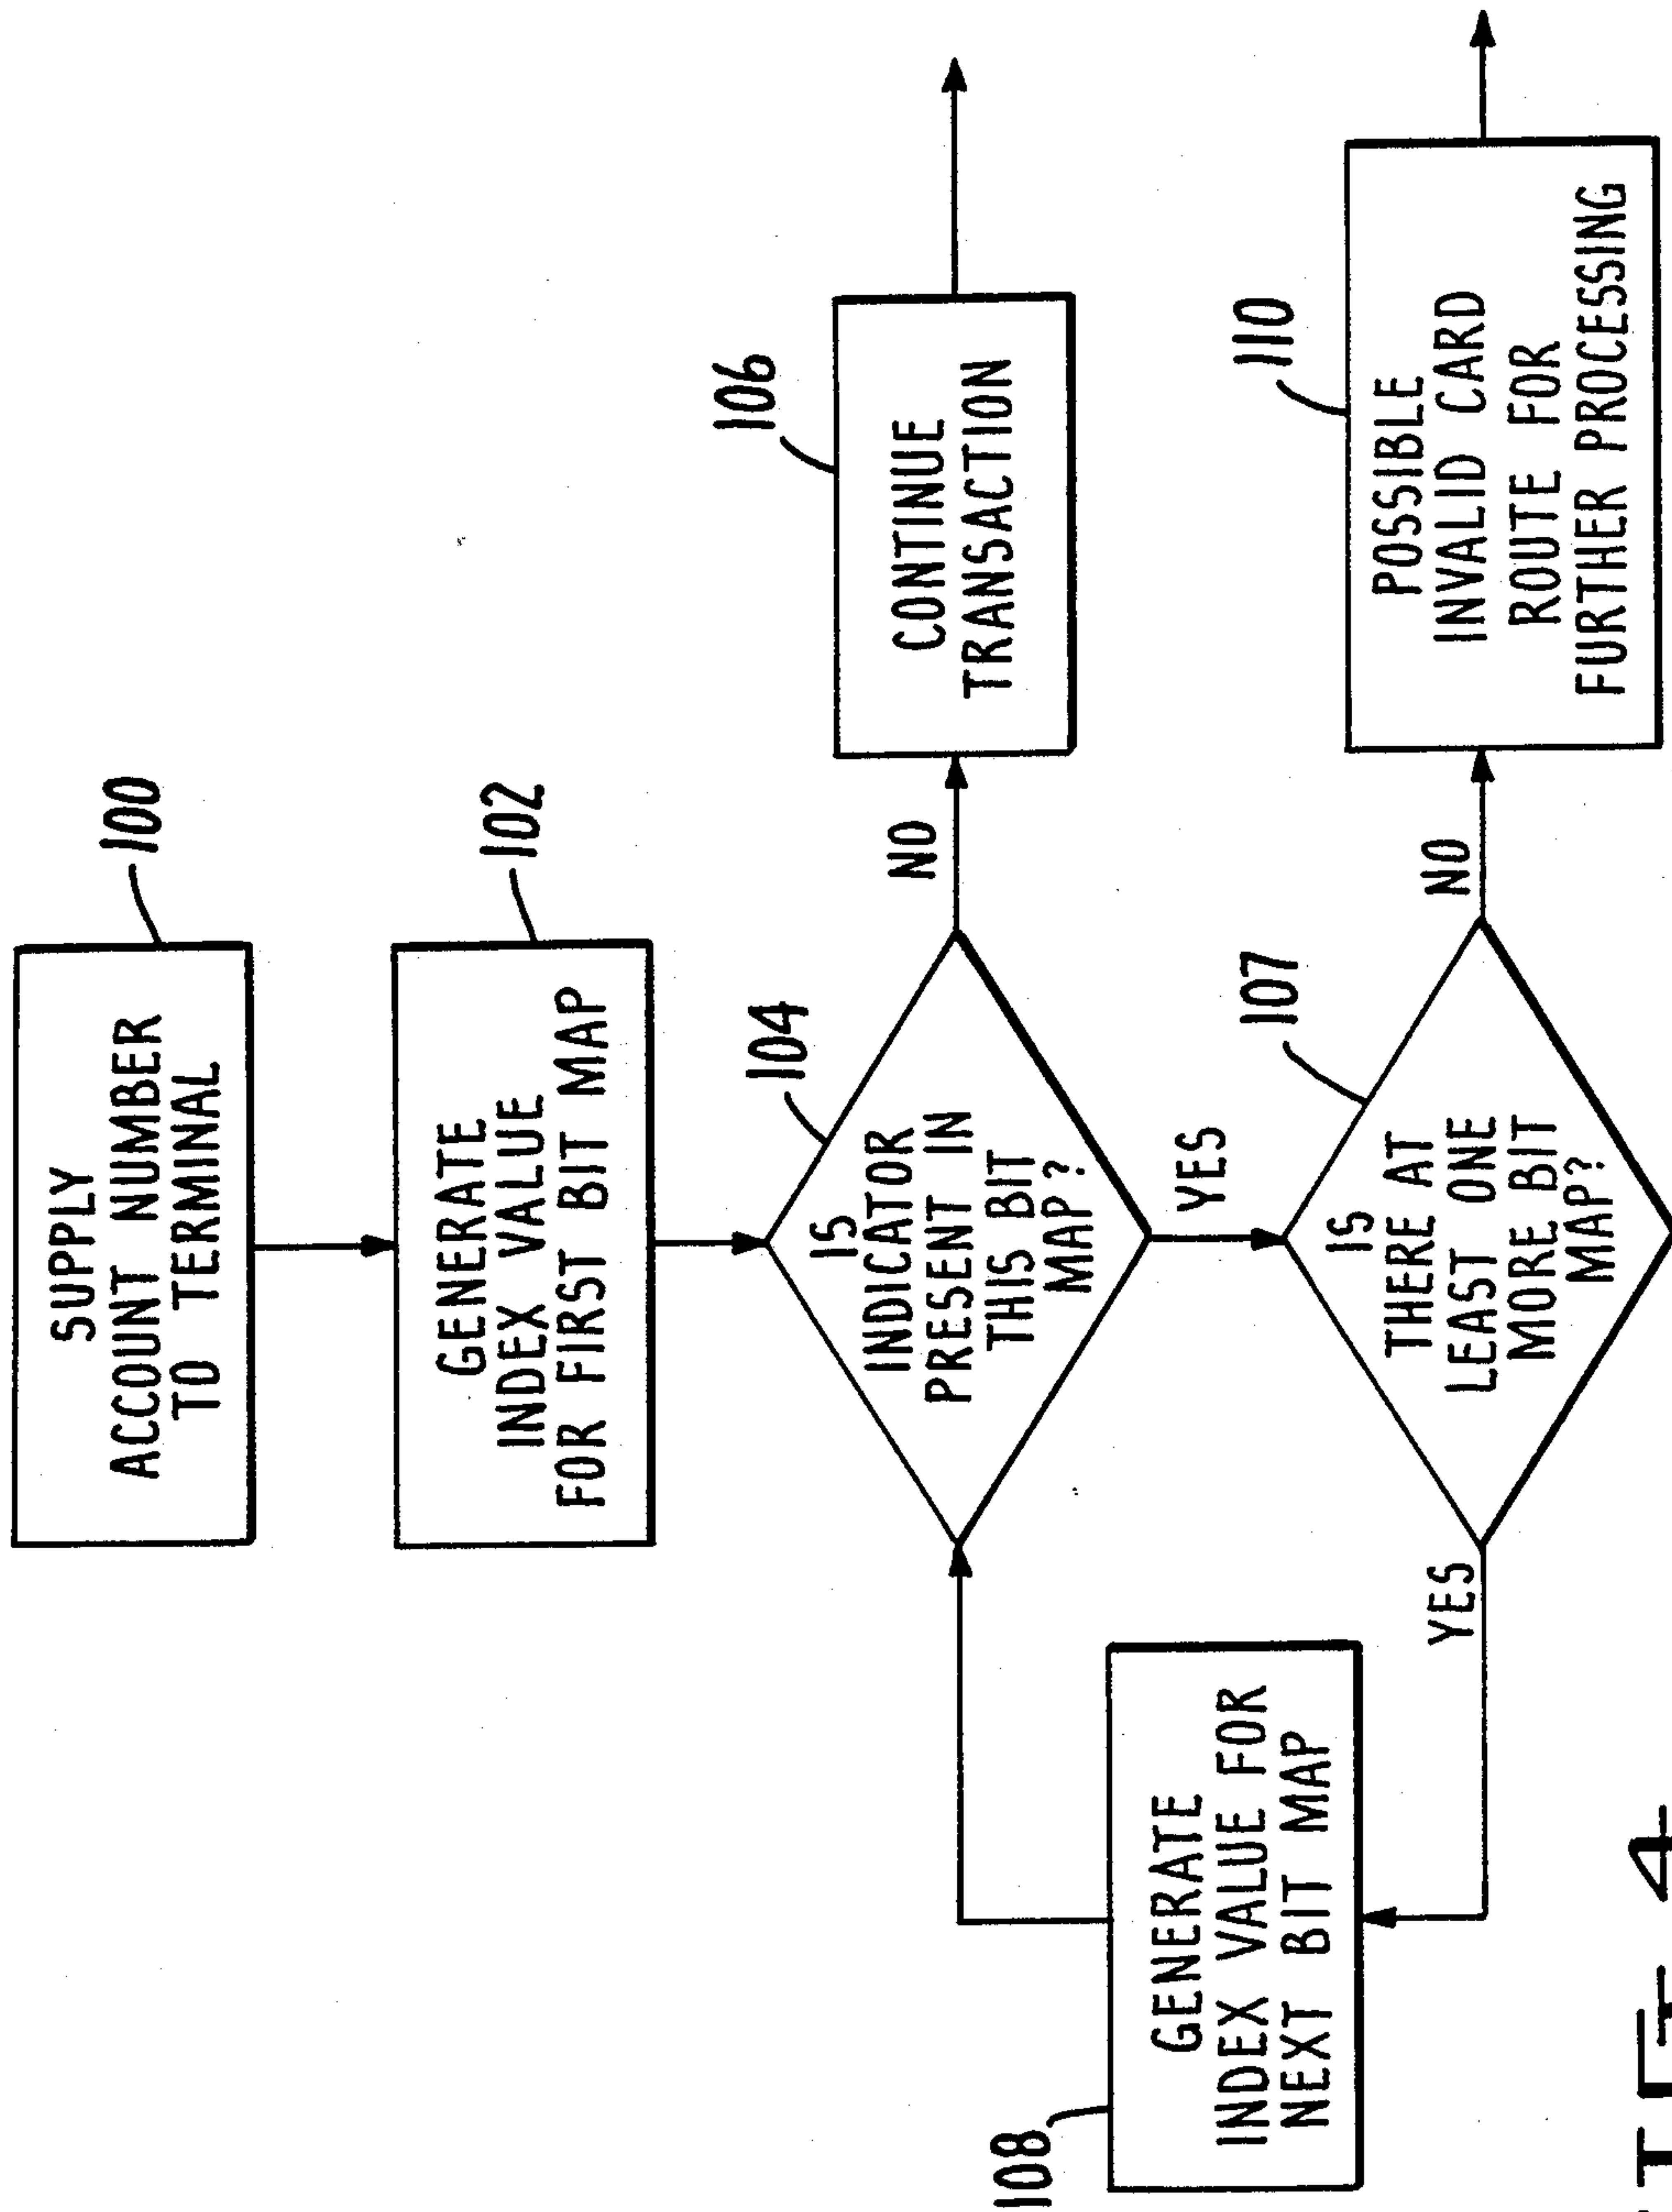 SUPPLY
ACCOUNT NUMBER
TO TERMINAL
100
GENERATE
INDEX VALUE
FOR FIRST BIT MAP
102
IS
INDICATOR
PRESENT IN
THIS BIT
MAP?
104
NO
CONTINUE
TRANSACTION
106
YES
IS
THERE AT
LEAST ONE
MORE BIT
MAP?
107
NO
POSSIBLE
INVALID CARD
ROUTE FOR
FURTHER PROCESSING
110
YES
GENERATE
INDEX VALUE FOR
NEXT BIT MAP
108
4